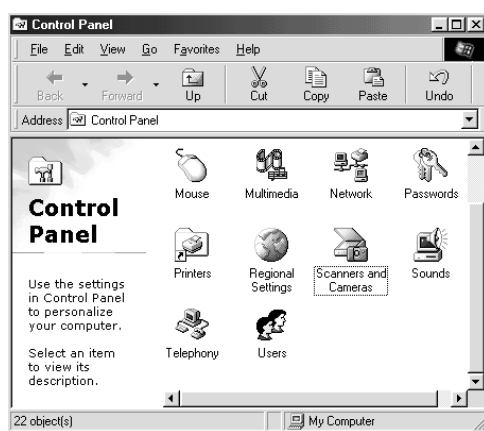 Control Panel
File Edit View Go Favorites Help
Back Forward Up Cut Copy Paste Undo
Address Control Panel
Control
Panel
Use the settings
in Control Panel
to personalize
your computer.
Select an item
to view its
description.
Mouse Multimedia Network Passwords
Printers Regional Settings Scanners and Cameras Sounds
Telephony Users
22 object(s) My Computer